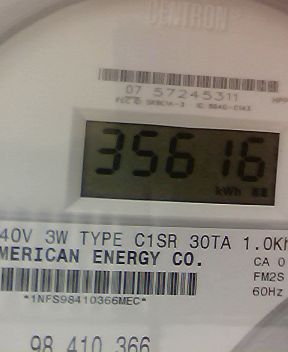 CENTRON
07 57245311
35616
kWh
40V 3W TYPE C1SR 30TA 1.0Kh
MERICAN ENERGY CO.
CA 0
FM2S
60Hz
*1NFS98410366MEC*
98 410 366